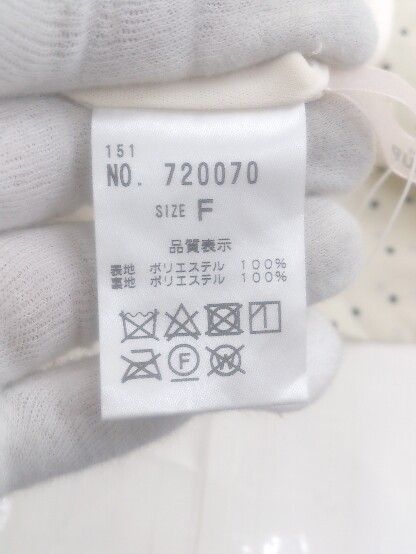 151
NO. 720070
SIZE F
品質表示
表地 ポリエステル 100%
裏地 ポリエステル 100%
F
W